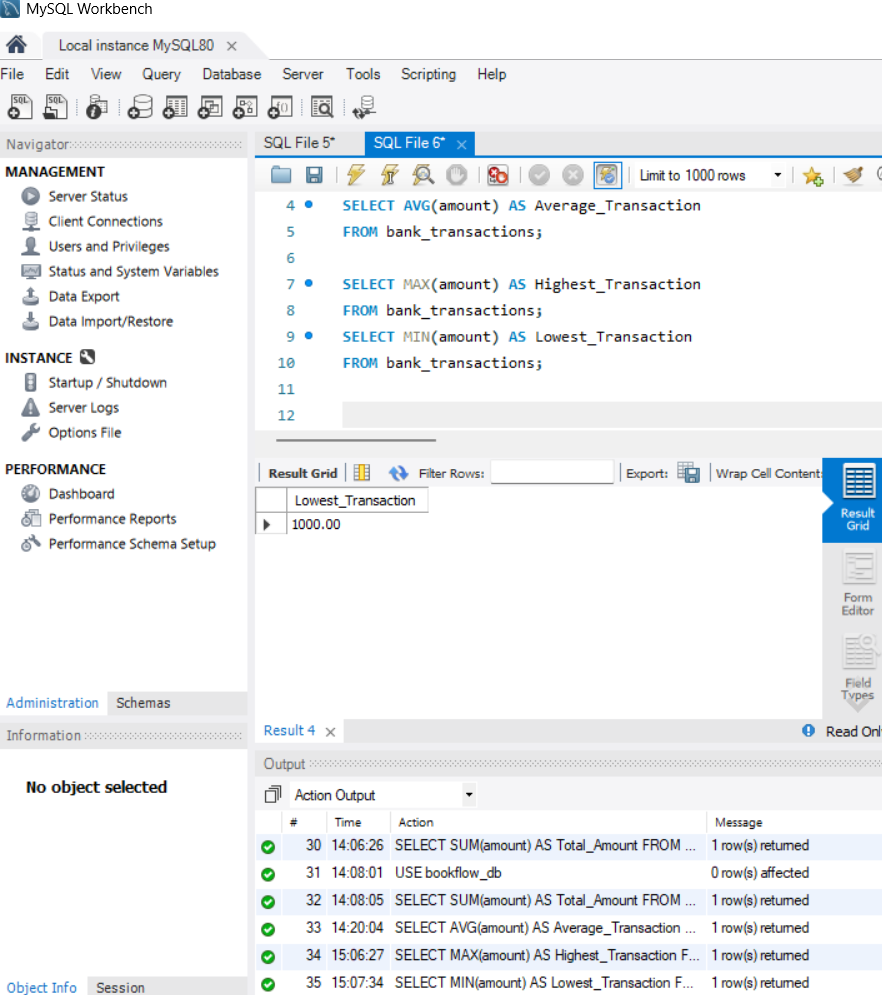 MySQL Workbench
Local instance MySQL80
File Edit View Query Database Server Tools Scripting Help
Navigator
MANAGEMENT
Server Status
Client Connections
Users and Privileges
Status and System Variables
Data Export
Data Import/Restore
INSTANCE
Startup / Shutdown
Server Logs
Options File
PERFORMANCE
Dashboard
Performance Reports
Performance Schema Setup
Administration Schemas
Information
No object selected
Object Info Session
SQL File 5* SQL File 6*
Limit to 1000 rows
4 SELECT AVG(amount) AS Average_Transaction
5 FROM bank_transactions;
6
7 SELECT MAX(amount) AS Highest_Transaction
8 FROM bank_transactions;
9 SELECT MIN(amount) AS Lowest_Transaction
10 FROM bank_transactions;
11
12
Result Grid Filter Rows: Export: Wrap Cell Content:
Lowest_Transaction
1000.00
Result
Grid
Form
Editor
Field
Types
Result 4 Read Onl
Output
Action Output
# Time Action Message
30 14:06:26 SELECT SUM(amount) AS Total_Amount FROM ... 1 row(s) returned
31 14:08:01 USE bookflow_db 0 row(s) affected
32 14:08:05 SELECT SUM(amount) AS Total_Amount FROM ... 1 row(s) returned
33 14:20:04 SELECT AVG(amount) AS Average_Transaction ... 1 row(s) returned
34 15:06:27 SELECT MAX(amount) AS Highest_Transaction F... 1 row(s) returned
35 15:07:34 SELECT MIN(amount) AS Lowest_Transaction F... 1 row(s) returned